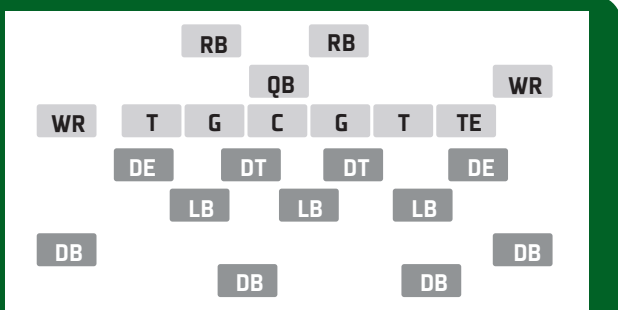 RB RB
QB WR
WR T G C G T TE
DE DT DT DE
LB LB LB
DB DB
DB DB